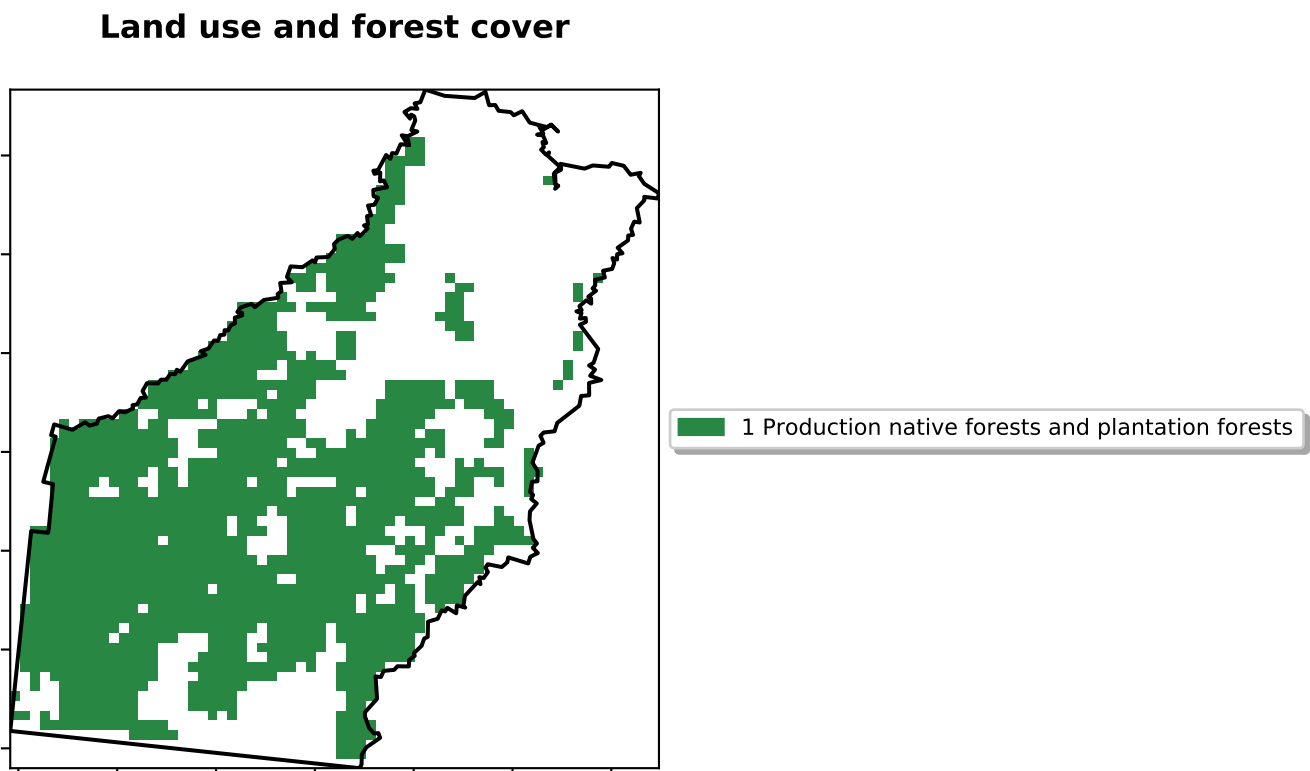 Land use and forest cover
1 Production native forests and plantation forests